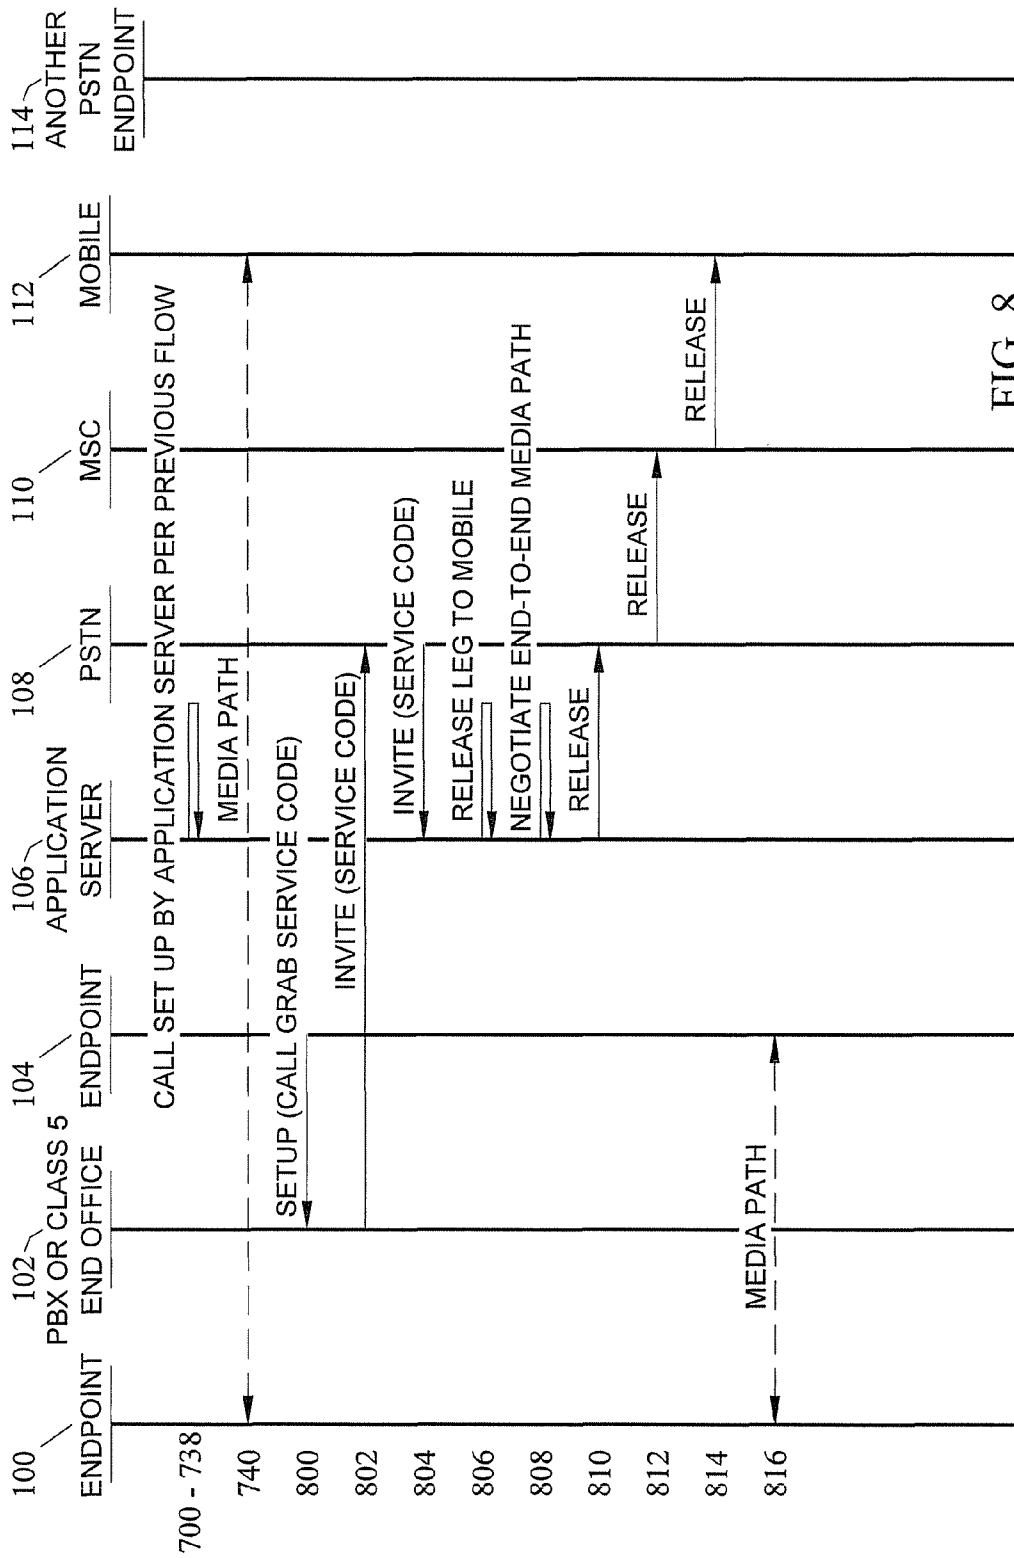 100
ENDPOINT
102
PBX OR CLASS 5
END OFFICE
104
ENDPOINT
106
APPLICATION
SERVER
108
PSTN
110
MSC
112
MOBILE
114
ANOTHER
PSTN
ENDPOINT
700 - 738
CALL SET UP BY APPLICATION SERVER PER PREVIOUS FLOW
740
MEDIA PATH
800
SETUP (CALL GRAB SERVICE CODE)
802
INVITE (SERVICE CODE)
804
INVITE (SERVICE CODE)
806
RELEASE LEG TO MOBILE
808
NEGOTIATE END-TO-END MEDIA PATH
810
RELEASE
812
RELEASE
814
RELEASE
816
MEDIA PATH
FIG. 8